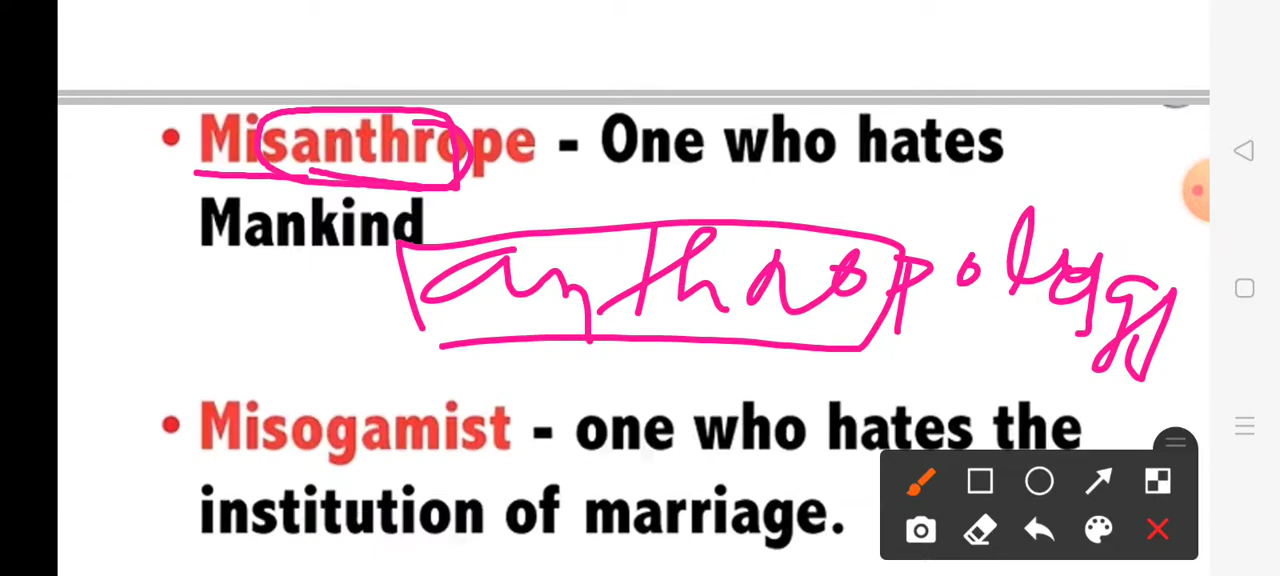 • Misanthrope - One who hates
Mankind
anthropology
• Misogamist - one who hates the
institution of marriage.